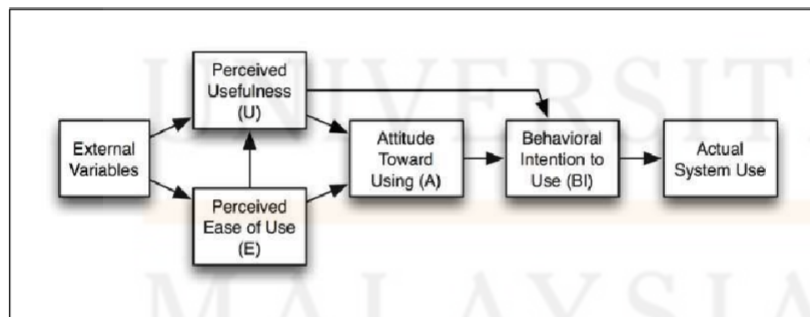 UNIVERSITI
Perceived
Usefulness
(U)
External
Variables
Attitude
Toward
Using (A)
Behavioral
Intention to
Use (BI)
Actual
System Use
Perceived
Ease of Use
(E)
MALAYSIA